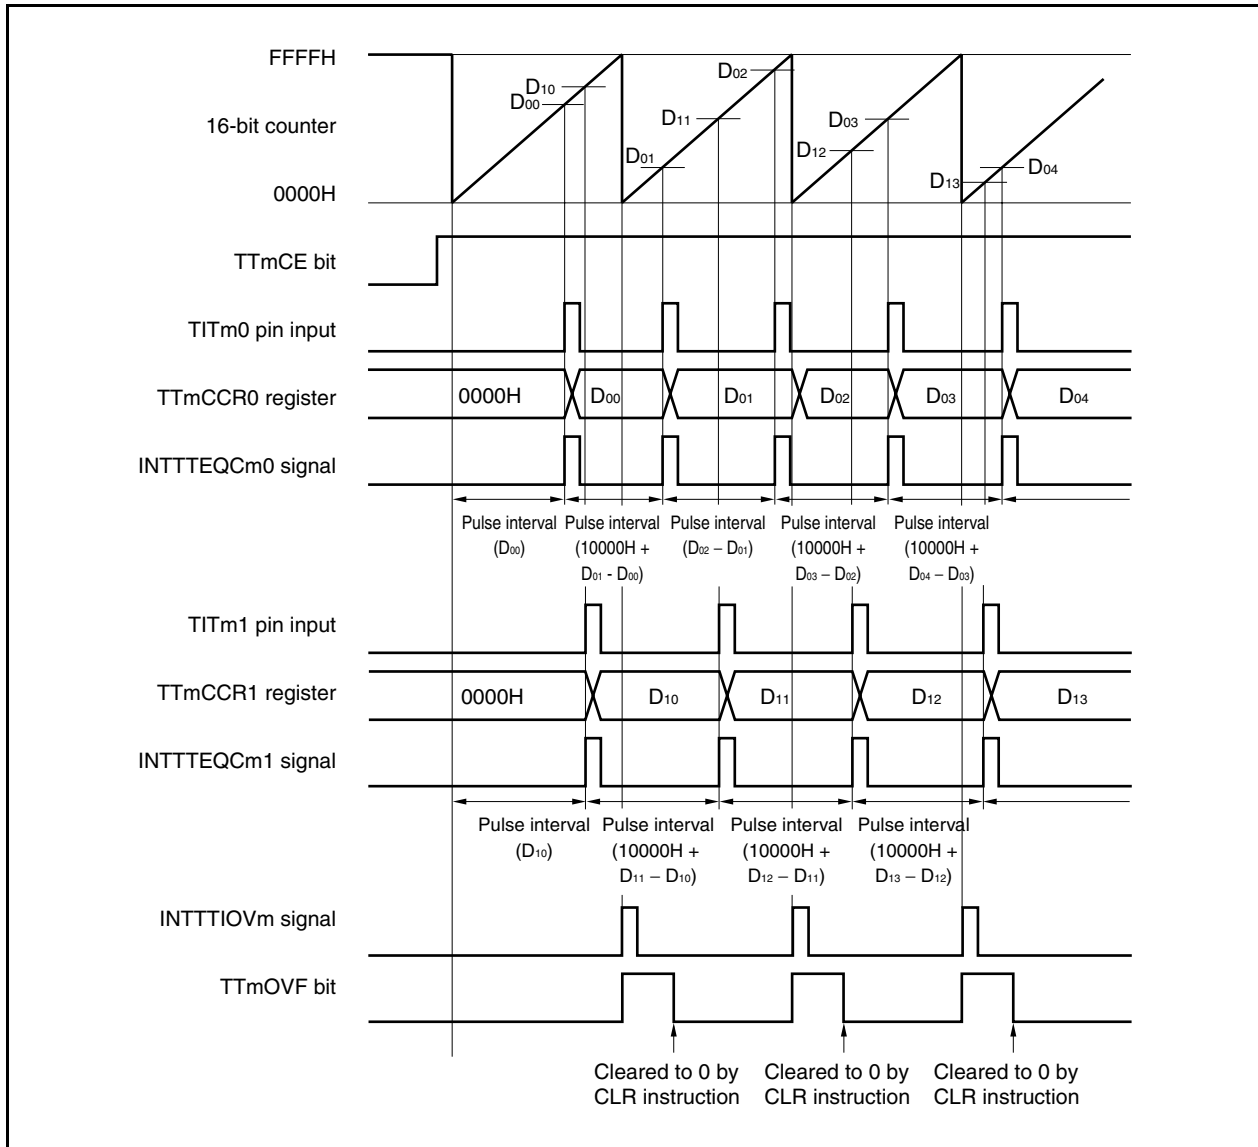 FFFFH
16-bit counter
0000H
D10
D00
D01
D11
D02
D12
D03
D13
D04
TTmCE bit
TITm0 pin input
TTmCCR0 register
0000H D00 D01 D02 D03 D04
INTTTEQCm0 signal
Pulse interval Pulse interval Pulse interval Pulse interval Pulse interval
(D00) (10000H + (D02 – D01) (10000H + (10000H +
D01 - D00) D03 – D02) D04 – D03)
TITm1 pin input
TTmCCR1 register
0000H D10 D11 D12 D13
INTTTEQCm1 signal
Pulse interval Pulse interval Pulse interval Pulse interval
(D10) (10000H + (10000H + (10000H +
D11 – D10) D12 – D11) D13 – D12)
INTTTIOVm signal
TTmOVF bit
Cleared to 0 by Cleared to 0 by Cleared to 0 by
CLR instruction CLR instruction CLR instruction